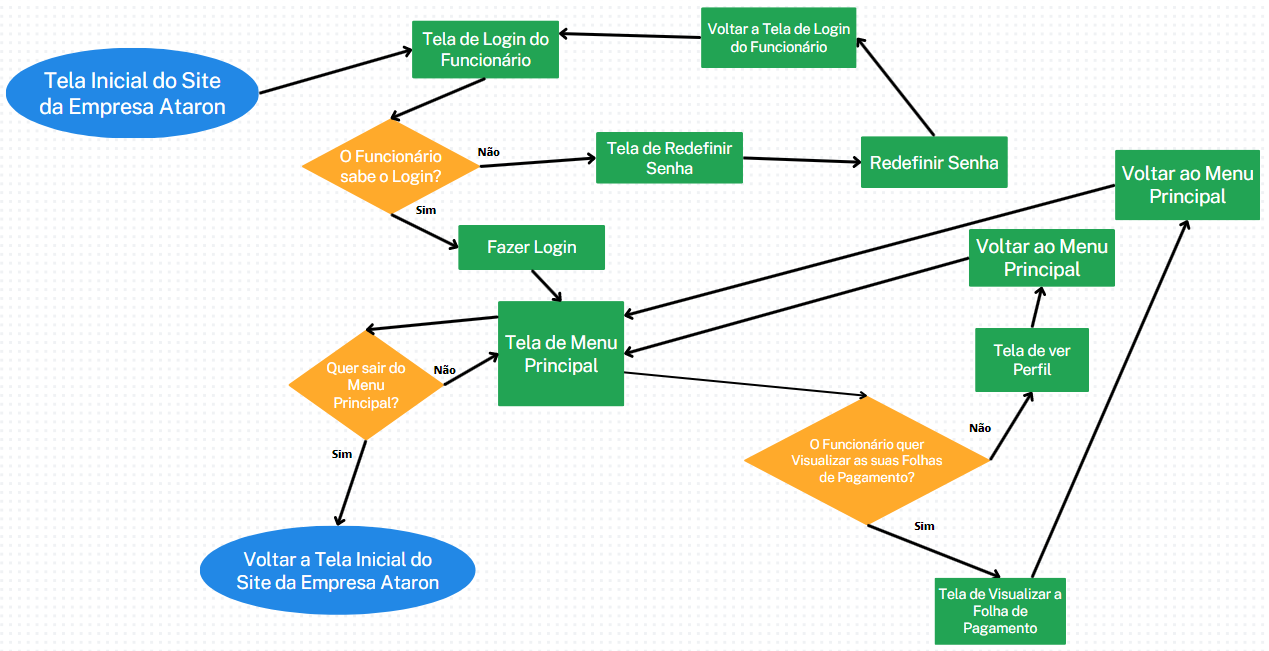 Tela Inicial do Site
da Empresa Ataron
Tela de Login do
Funcionário
Voltar a Tela de Login
do Funcionário
O Funcionário
sabe o Login?
Não
Tela de Redefinir
Senha
Redefinir Senha
Voltar ao Menu
Principal
Sim
Fazer Login
Voltar ao Menu
Principal
Tela de Menu
Principal
Tela de ver
Perfil
Quer sair do
Menu
Principal?
Não
Sim
O Funcionário quer
Visualizar as suas Folhas
de Pagamento?
Não
Sim
Voltar a Tela Inicial do
Site da Empresa Ataron
Tela de Visualizar a
Folha de
Pagamento